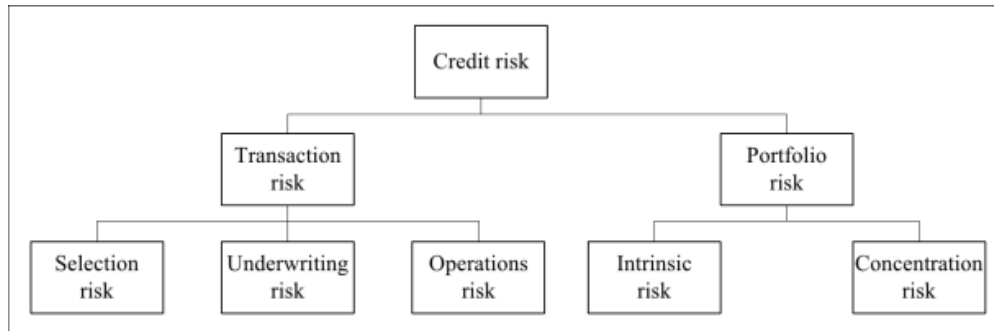 Credit risk
Transaction
risk
Portfolio
risk
Selection
risk
Underwriting
risk
Operations
risk
Intrinsic
risk
Concentration
risk